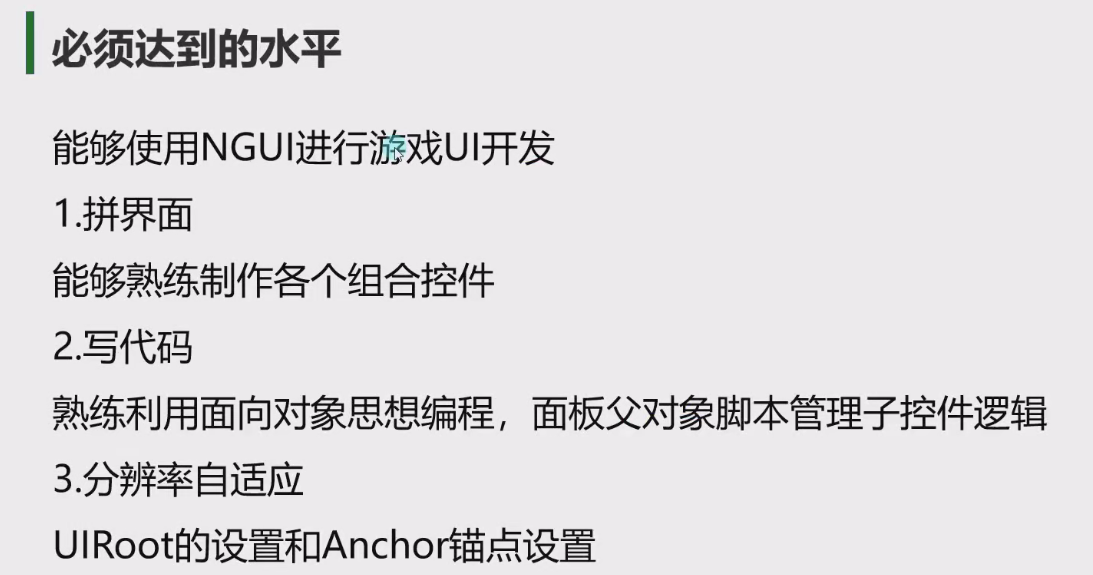 必须达到的水平
能够使用NGUI进行游戏UI开发
1.拼界面
能够熟练制作各个组合控件
2.写代码
熟练利用面向对象思想编程，面板父对象脚本管理子控件逻辑
3.分辨率自适应
UIRoot的设置和Anchor锚点设置